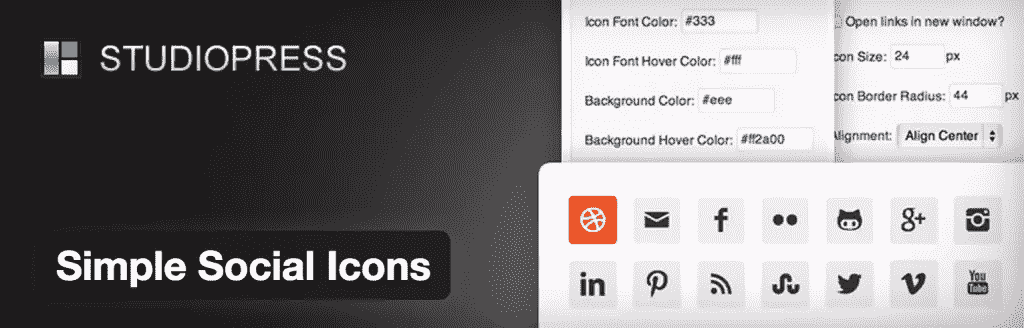 STUDIOPRESS
Simple Social Icons
Icon Font Color: #333
Icon Font Hover Color: #fff
Background Color: #eee
Background Hover Color: #ff2a00
Open links in new window?
con Size: 24 px
con Border Radius: 44 px
Alignment: Align Center
f
g+
in
You
Tube